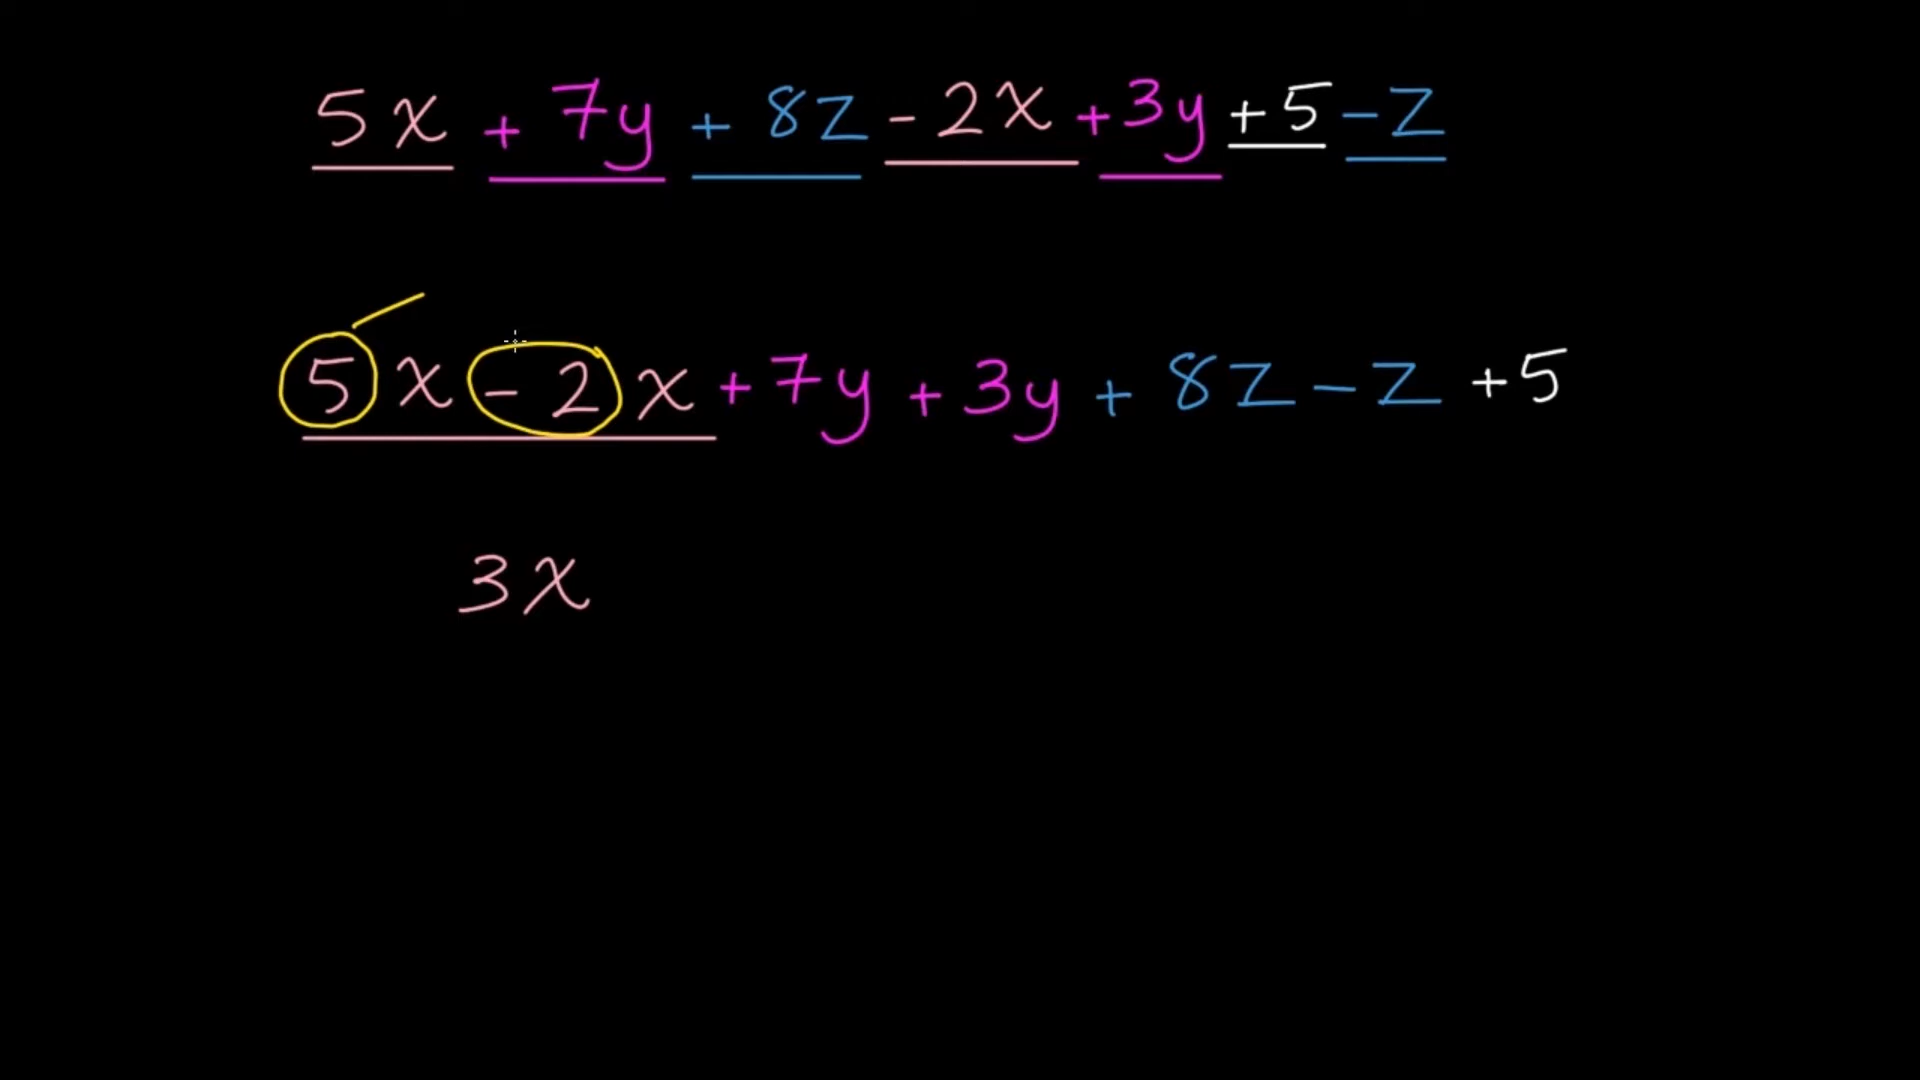 5x + 7y + 8z - 2x + 3y + 5 - z
5x - 2x + 7y + 3y + 8z - z + 5
3x